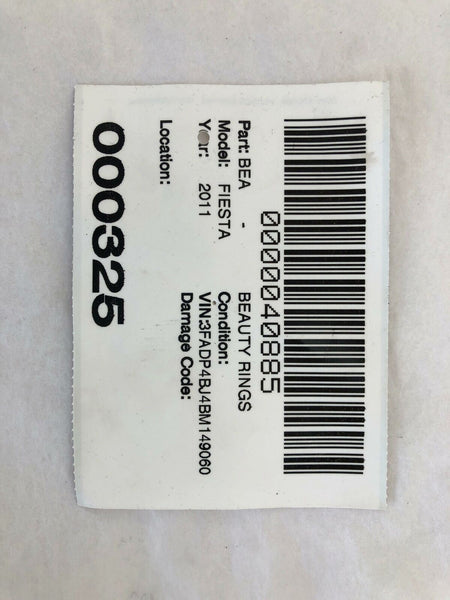 0000040885
Part: BEA - BEAUTY RINGS
Model: FIESTA Condition:
Year: 2011 VIN:3FADP4BJ4BM149060
Damage Code:
Location:
000325